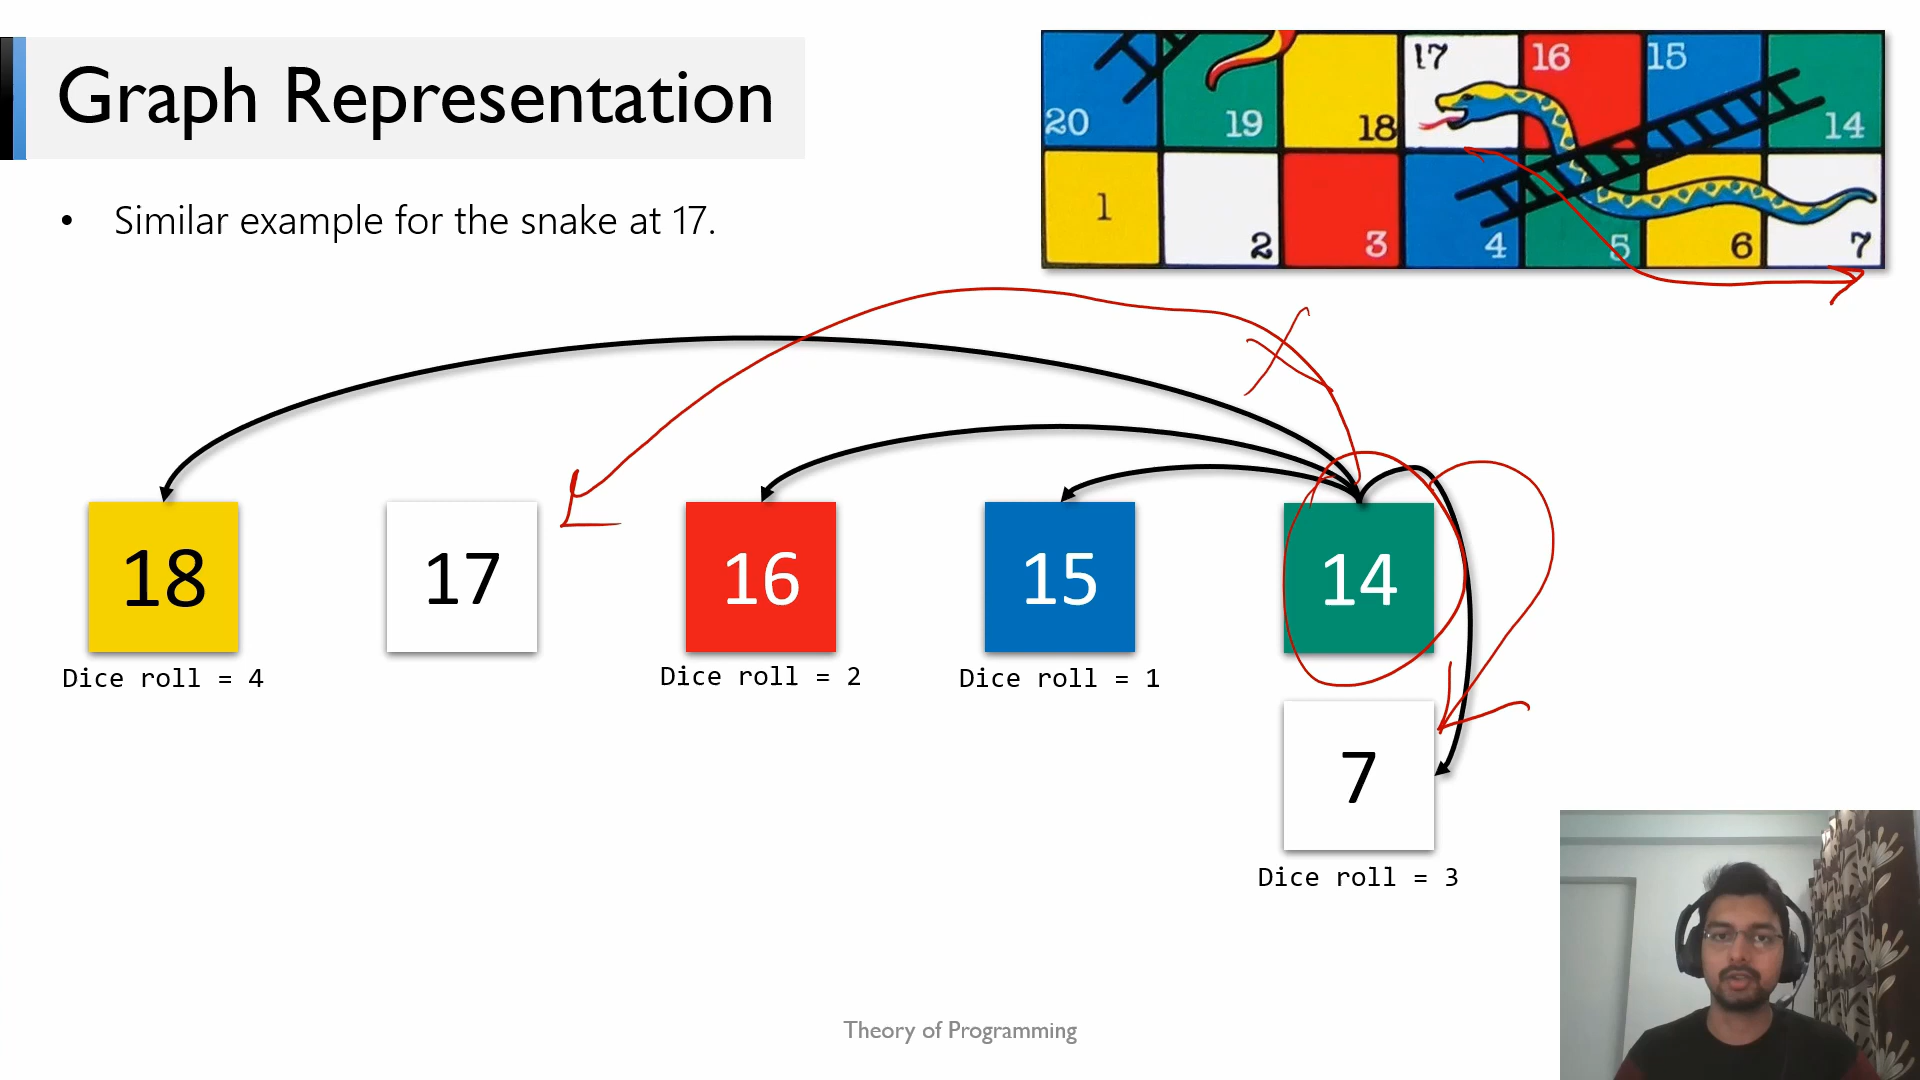 Graph Representation
• Similar example for the snake at 17.
20 19 18 17 16 15 14
1 2 3 4 5 6 7
18 17 16 15 14
Dice roll = 4 Dice roll = 2 Dice roll = 1
7
Dice roll = 3
Theory of Programming